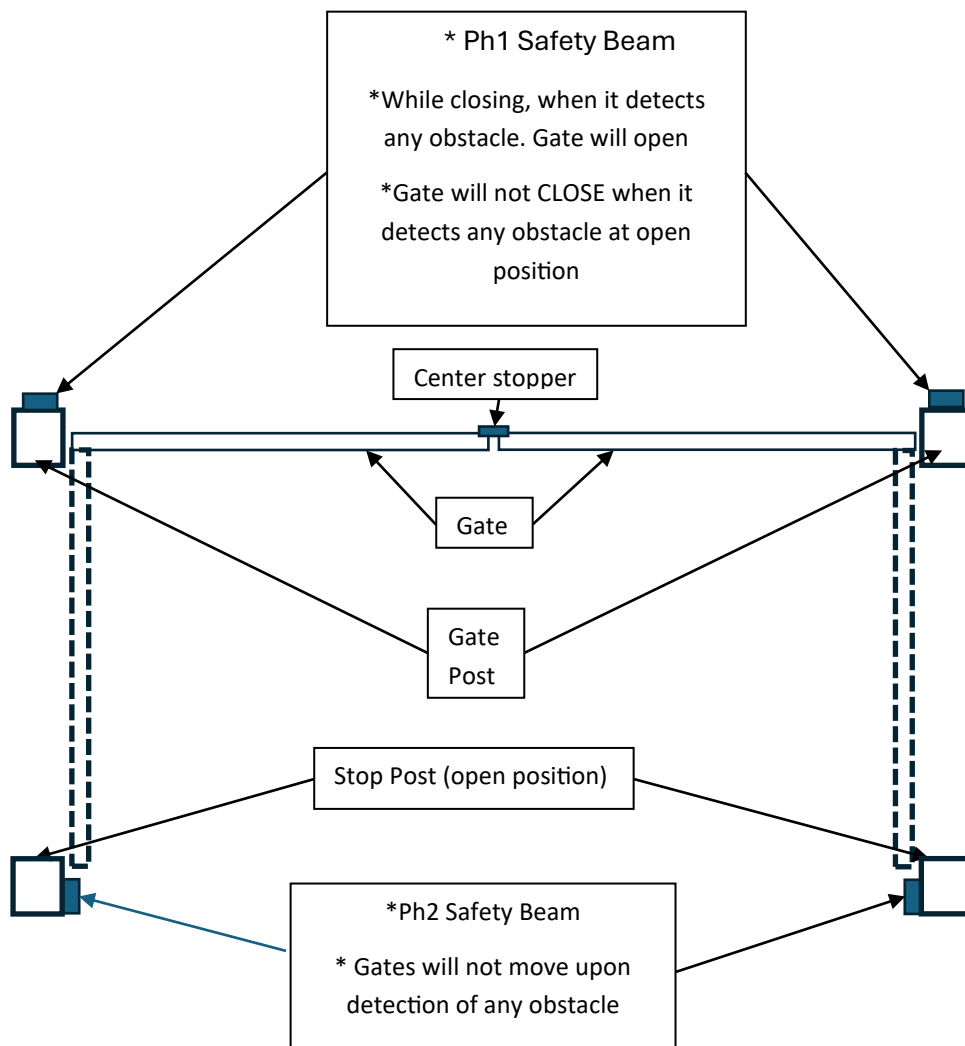 * Ph1 Safety Beam
*While closing, when it detects
any obstacle. Gate will open
*Gate will not CLOSE when it
detects any obstacle at open
position
Center stopper
Gate
Gate
Post
Stop Post (open position)
*Ph2 Safety Beam
* Gates will not move upon
detection of any obstacle